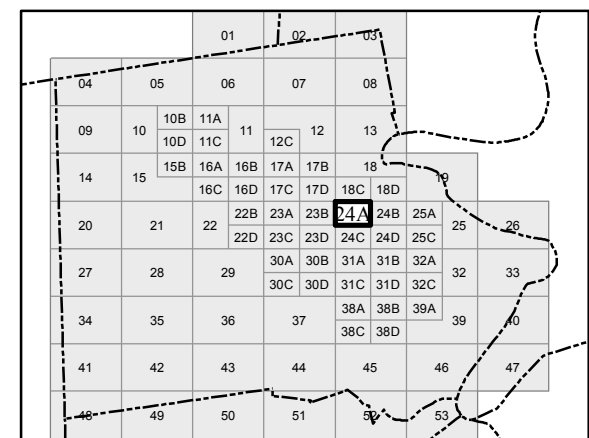 01 02 03
04 05 06 07 08
10B 11A
09 10 11 12 13
10D 11C 12C
15B 16A 16B 17A 17B 18
14 15 19
16C 16D 17C 17D 18C 18D
22B 23A 23B 24A 24B 25A
20 21 22 25 26
22D 23C 23D 24C 24D 25C
30A 30B 31A 31B 32A
27 28 29 32 33
30C 30D 31C 31D 32C
38A 38B 39A
34 35 36 37 39 40
38C 38D
41 42 43 44 45 46 47
48 49 50 51 52 53